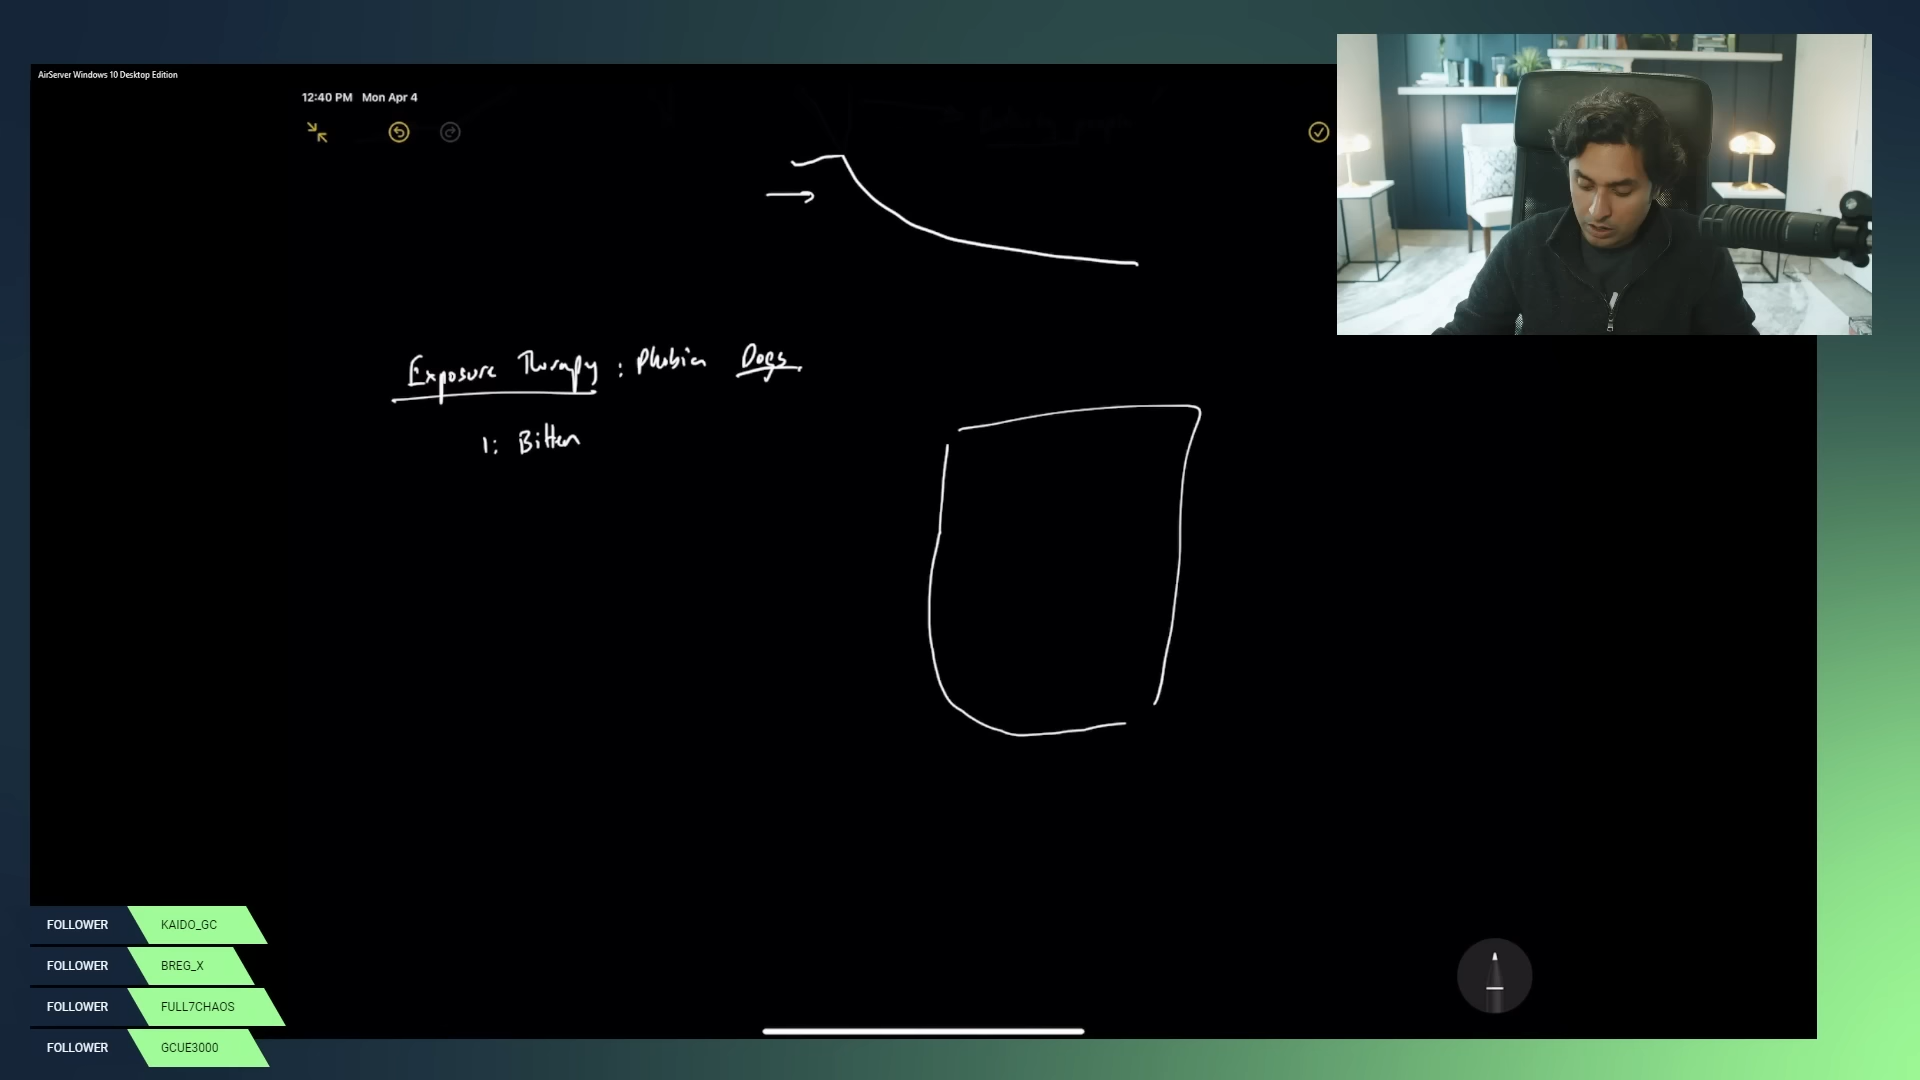 AirServer Windows 10 Desktop Edition
12:40 PM Mon Apr 4
Exposure Therapy : Phobia Dogs
1: Bitten
FOLLOWER KAIDO_GC
FOLLOWER BREG_X
FOLLOWER FULL7CHAOS
FOLLOWER GCUE3000